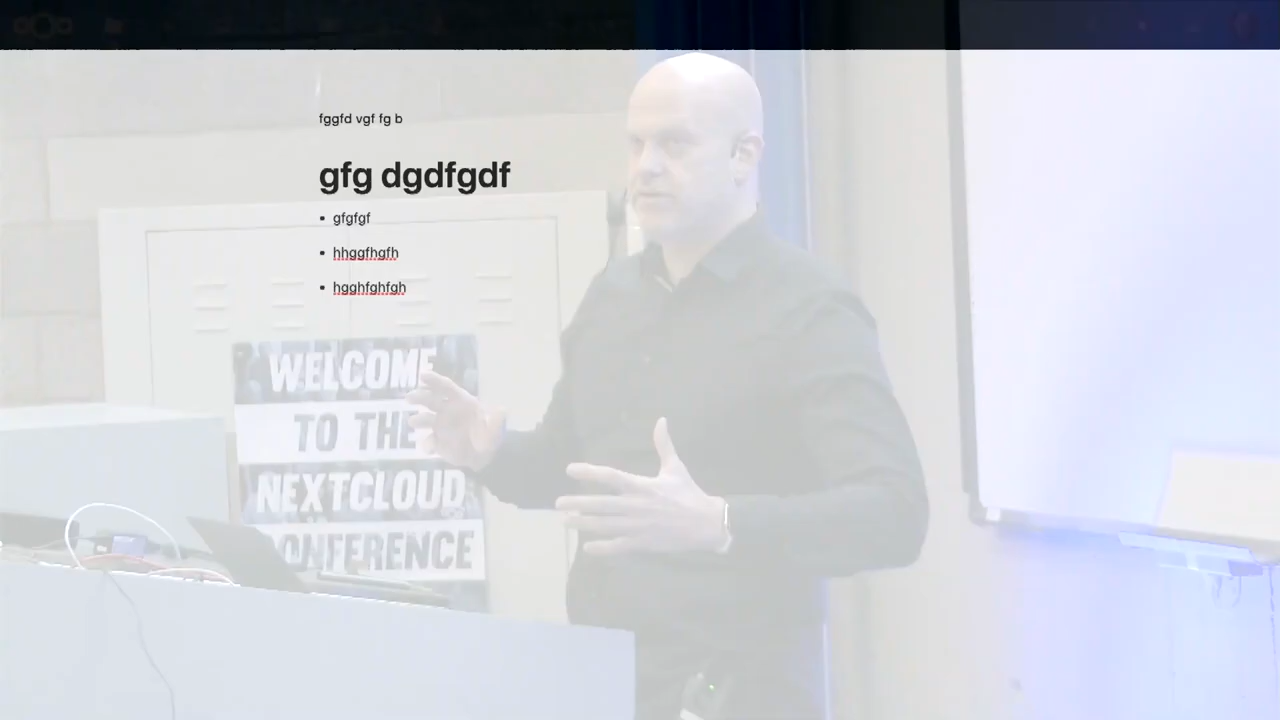 fggfd vgf fg b
gfg dgdfgdf
• gfgfgf
• hhggfhgfh
• hgghfghfgh
WELCOME
TO THE
NEXTCLOUD
CONFERENCE